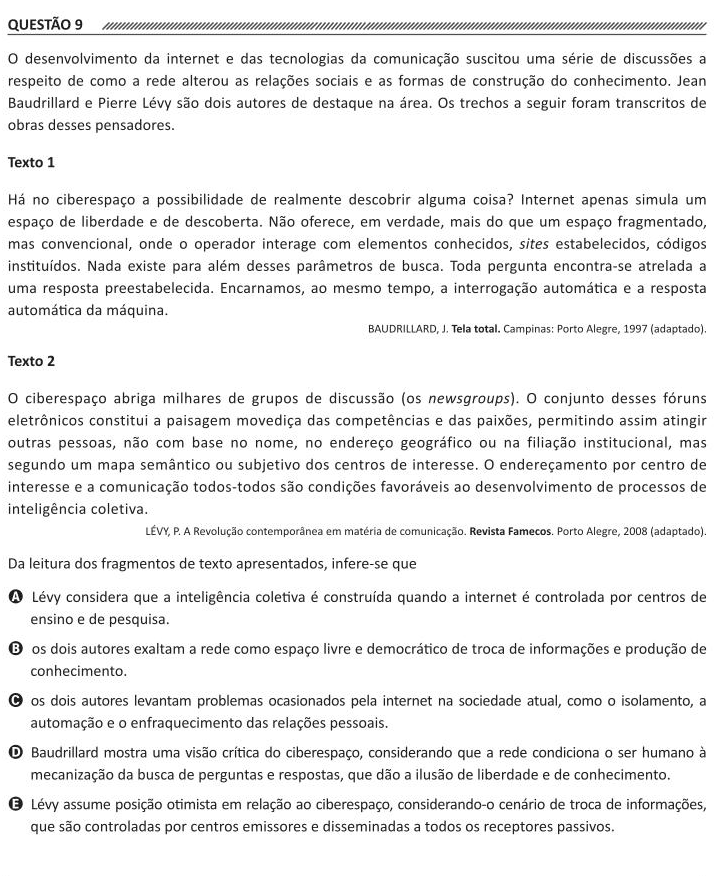 QUESTÃO 9
O desenvolvimento da internet e das tecnologias da comunicação suscitou uma série de discussões a
respeito de como a rede alterou as relações sociais e as formas de construção do conhecimento. Jean
Baudrillard e Pierre Lévy são dois autores de destaque na área. Os trechos a seguir foram transcritos de
obras desses pensadores.
Texto 1
Há no ciberespaço a possibilidade de realmente descobrir alguma coisa? Internet apenas simula um
espaço de liberdade e de descoberta. Não oferece, em verdade, mais do que um espaço fragmentado,
mas convencional, onde o operador interage com elementos conhecidos, sites estabelecidos, códigos
instituídos. Nada existe para além desses parâmetros de busca. Toda pergunta encontra-se atrelada a
uma resposta preestabelecida. Encarnamos, ao mesmo tempo, a interrogação automática e a resposta
automática da máquina.
BAUDRILLARD, J. Tela total. Campinas: Porto Alegre, 1997 (adaptado).
Texto 2
O ciberespaço abriga milhares de grupos de discussão (os newsgroups). O conjunto desses fóruns
eletrônicos constitui a paisagem movediça das competências e das paixões, permitindo assim atingir
outras pessoas, não com base no nome, no endereço geográfico ou na filiação institucional, mas
segundo um mapa semântico ou subjetivo dos centros de interesse. O endereçamento por centro de
interesse e a comunicação todos-todos são condições favoráveis ao desenvolvimento de processos de
inteligência coletiva.
LÉVY, P. A Revolução contemporânea em matéria de comunicação. Revista Famecos. Porto Alegre, 2008 (adaptado).
Da leitura dos fragmentos de texto apresentados, infere-se que
A Lévy considera que a inteligência coletiva é construída quando a internet é controlada por centros de
ensino e de pesquisa.
B os dois autores exaltam a rede como espaço livre e democrático de troca de informações e produção de
conhecimento.
C os dois autores levantam problemas ocasionados pela internet na sociedade atual, como o isolamento, a
automação e o enfraquecimento das relações pessoais.
D Baudrillard mostra uma visão crítica do ciberespaço, considerando que a rede condiciona o ser humano à
mecanização da busca de perguntas e respostas, que dão a ilusão de liberdade e de conhecimento.
E Lévy assume posição otimista em relação ao ciberespaço, considerando-o cenário de troca de informações,
que são controladas por centros emissores e disseminadas a todos os receptores passivos.